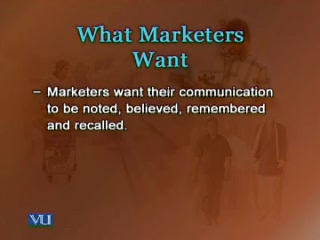 What Marketers
Want
– Marketers want their communication
to be noted, believed, remembered
and recalled.
VU